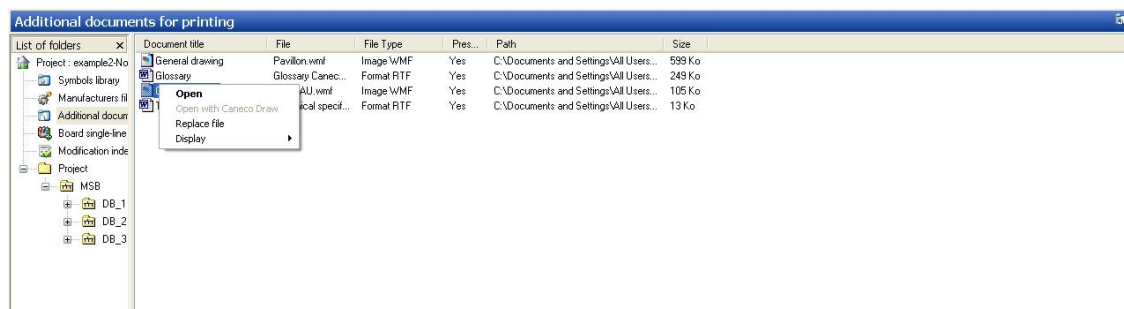 Additional documents for printing
List of folders x Document title File File Type Pres... Path Size
Project : example2-No General drawing Pavillon.wmf Image WMF Yes C:\Documents and Settings\All Users... 599 Ko
Symbols library Glossary Glossary Canec... Format RTF Yes C:\Documents and Settings\All Users... 249 Ko
Manufacturers fil AU.wmf Image WMF Yes C:\Documents and Settings\All Users... 105 Ko
Additional docum T ical specif... Format RTF Yes C:\Documents and Settings\All Users... 13 Ko
Open
Open with Caneco Draw
Replace file
Display
Board single-line
Modification inde
Project
MSB
DB_1
DB_2
DB_3